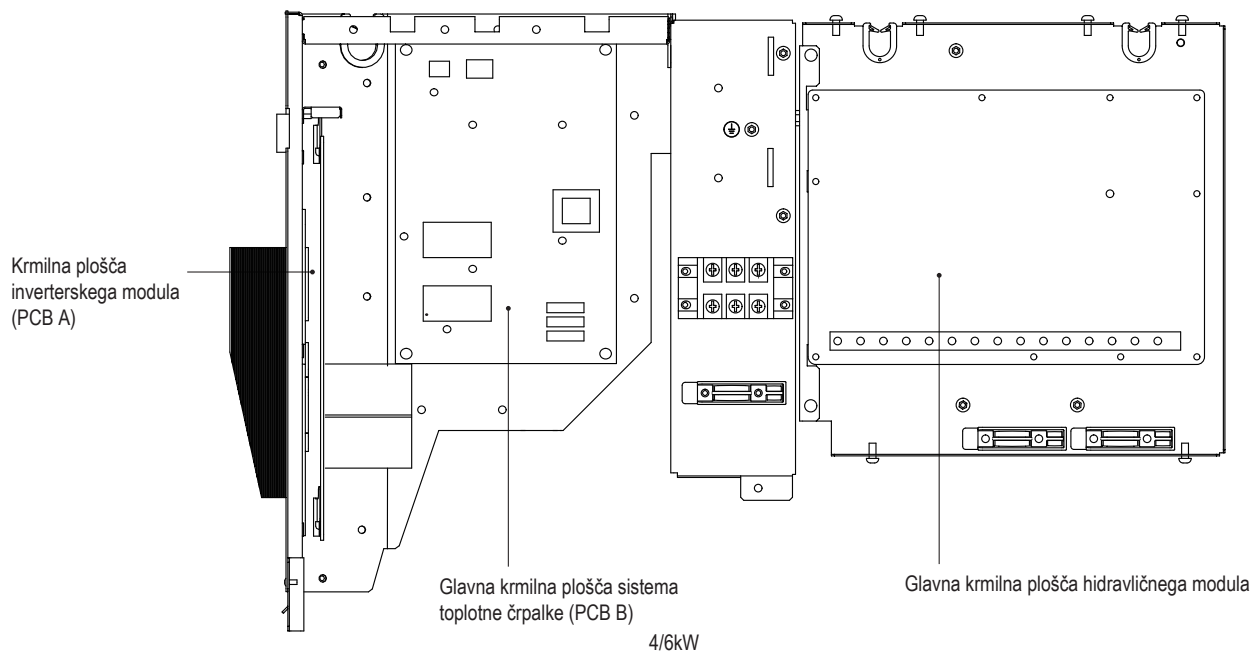 Krmilna plošča
inverterskega modula
(PCB A)
Glavna krmilna plošča sistema
toplotne črpalke (PCB B)
Glavna krmilna plošča hidravličnega modula
4/6kW